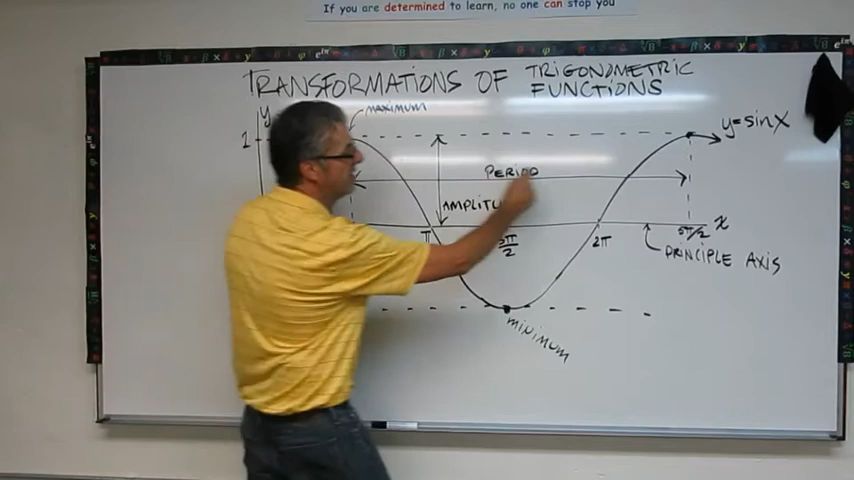 If you are determined to learn, no one can stop you
TRANSFORMATIONS OF TRIGONOMETRIC FUNCTIONS
y
MAXIMUM
1
y=sinx
PERIOD
AMPLITU
π
3π/2
2π
5π/2
x
PRINCIPLE AXIS
MINIMUM